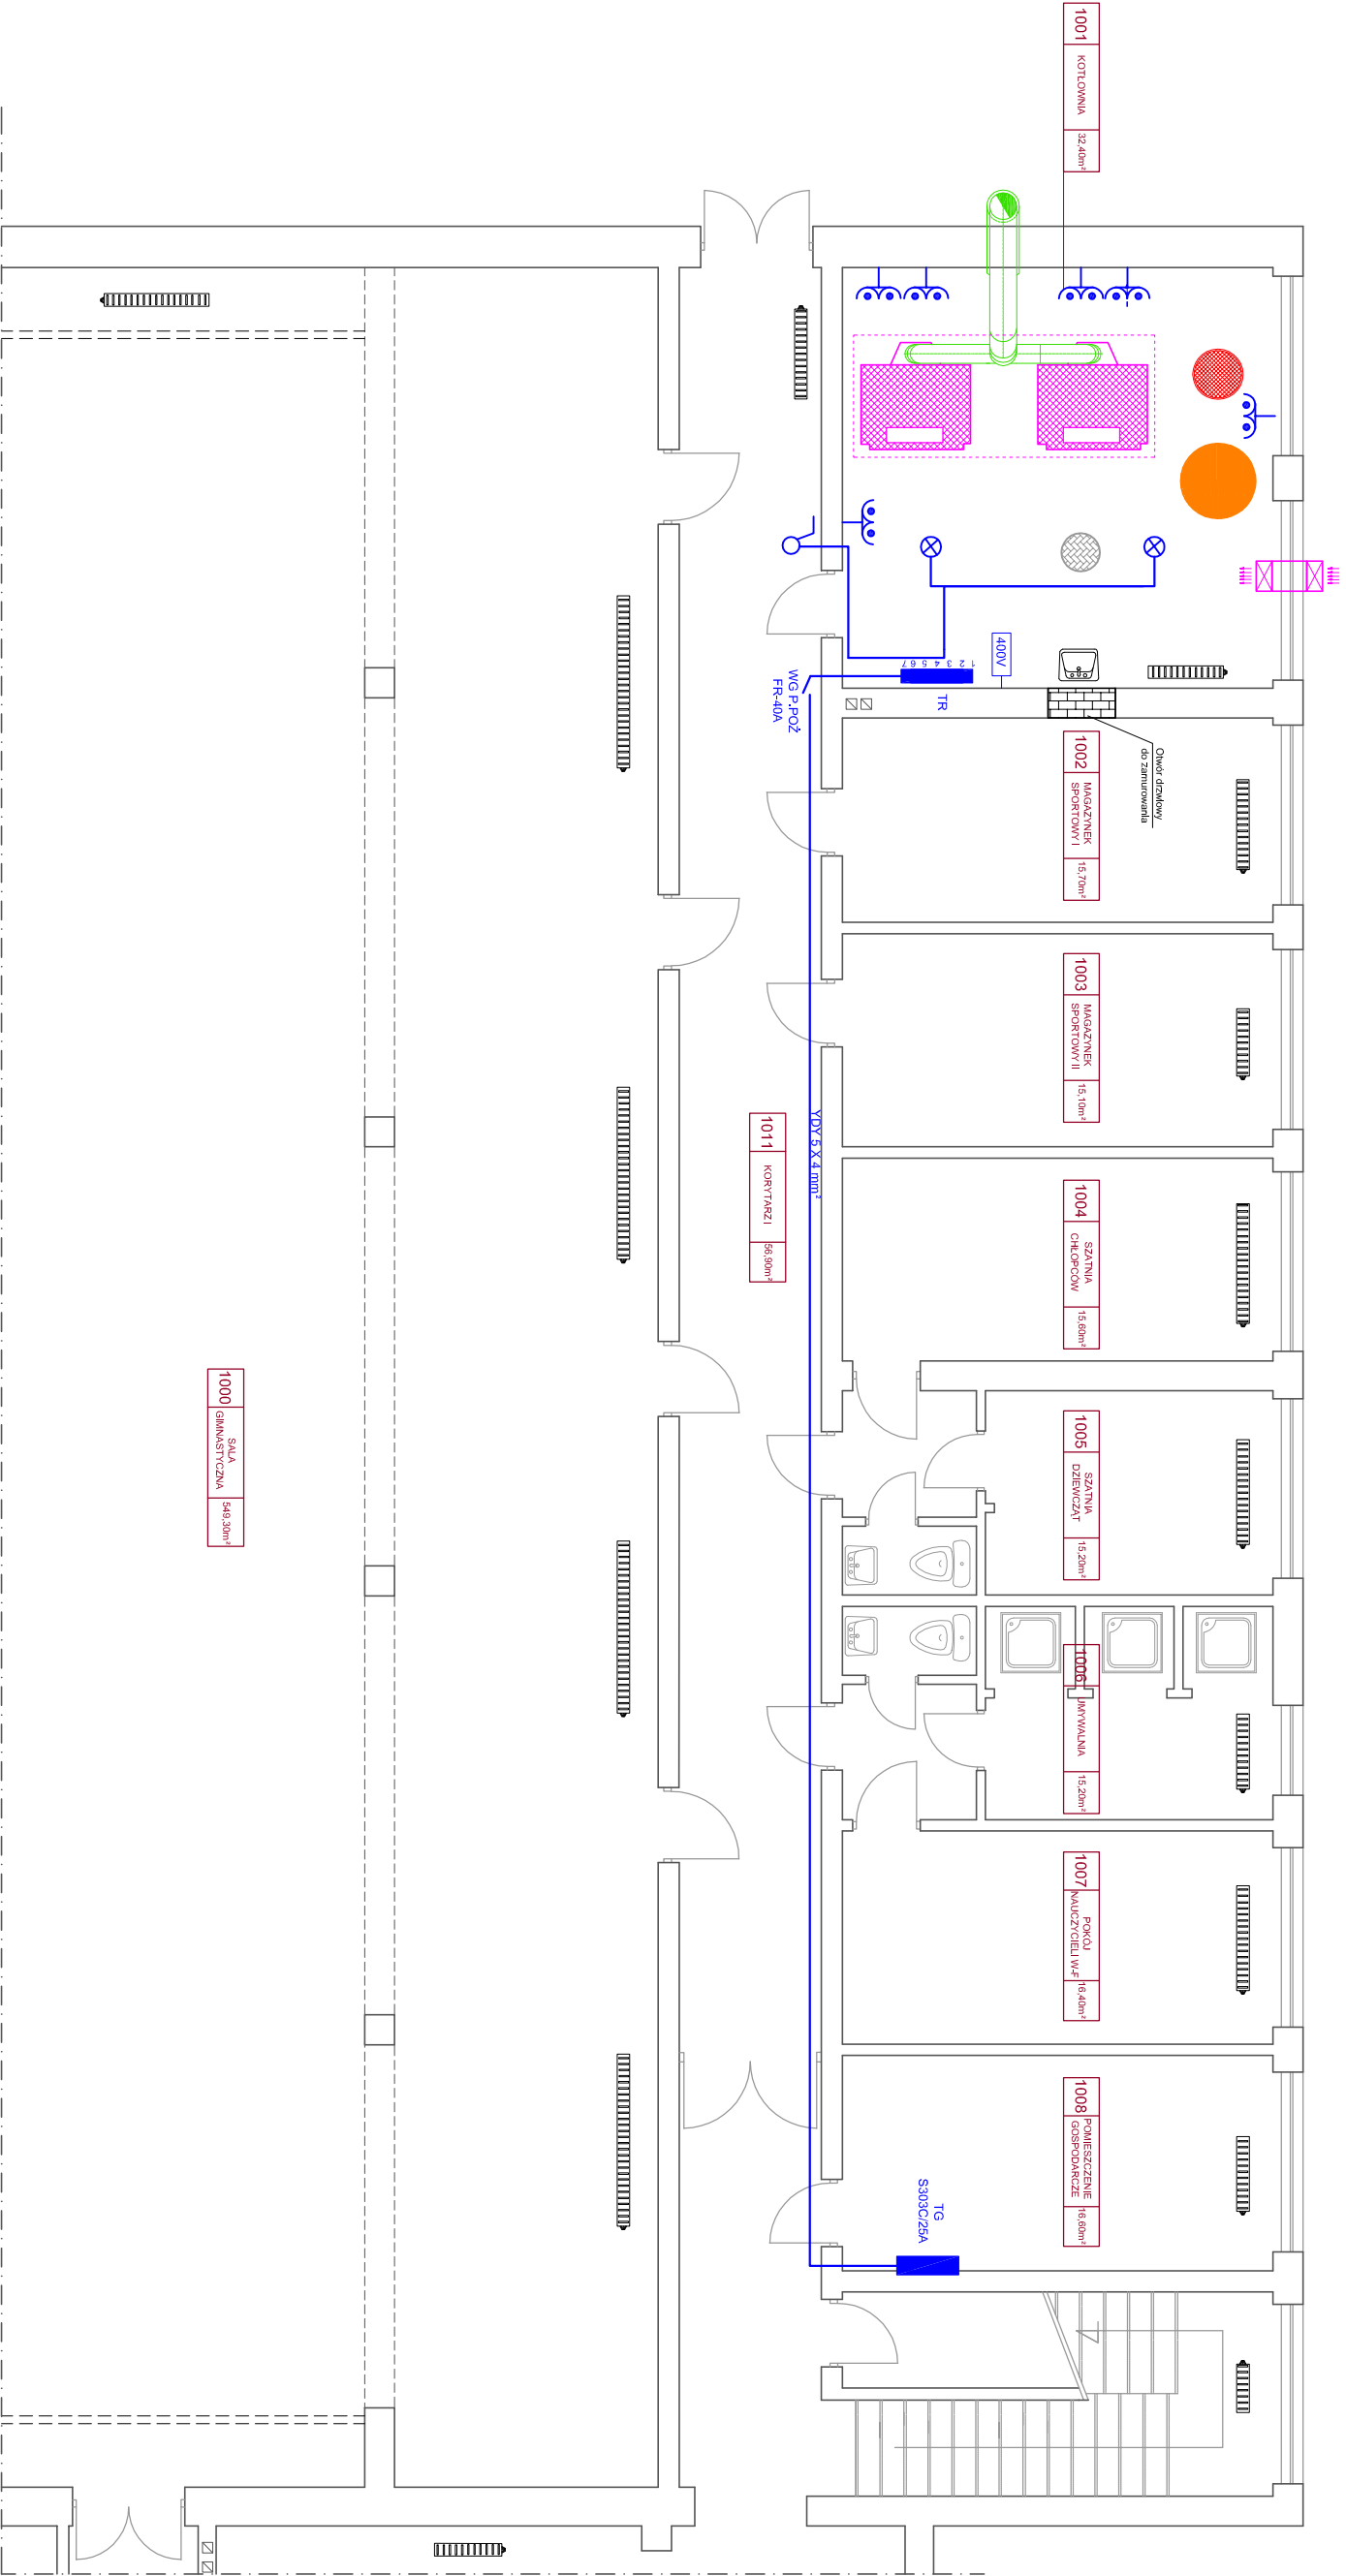 1001
KOTŁOWNIA
32,40m²
400V
1 2 3 4 5 6 7
TR
WG P.POŻ
FR-40A
Otwór drzwiowy
do zamurowania
1002
MAGAZYNEK
SPORTOWY I
15,70m²
1003
MAGAZYNEK
SPORTOWY II
15,10m²
YDY 5 X 4 mm²
1011
KORYTARZ I
56,90m²
1004
SZATNIA
CHŁOPCÓW
15,60m²
1000
SALA
GIMNASTYCZNA
549,30m²
1005
SZATNIA
DZIEWCZĄT
15,20m²
1006
UMYWALNIA
15,20m²
1007
POKÓJ
NAUCZYCIELI W-F
16,40m²
1008
POMIESZCZENIE
GOSPODARCZE
16,60m²
TG
S303C/25A